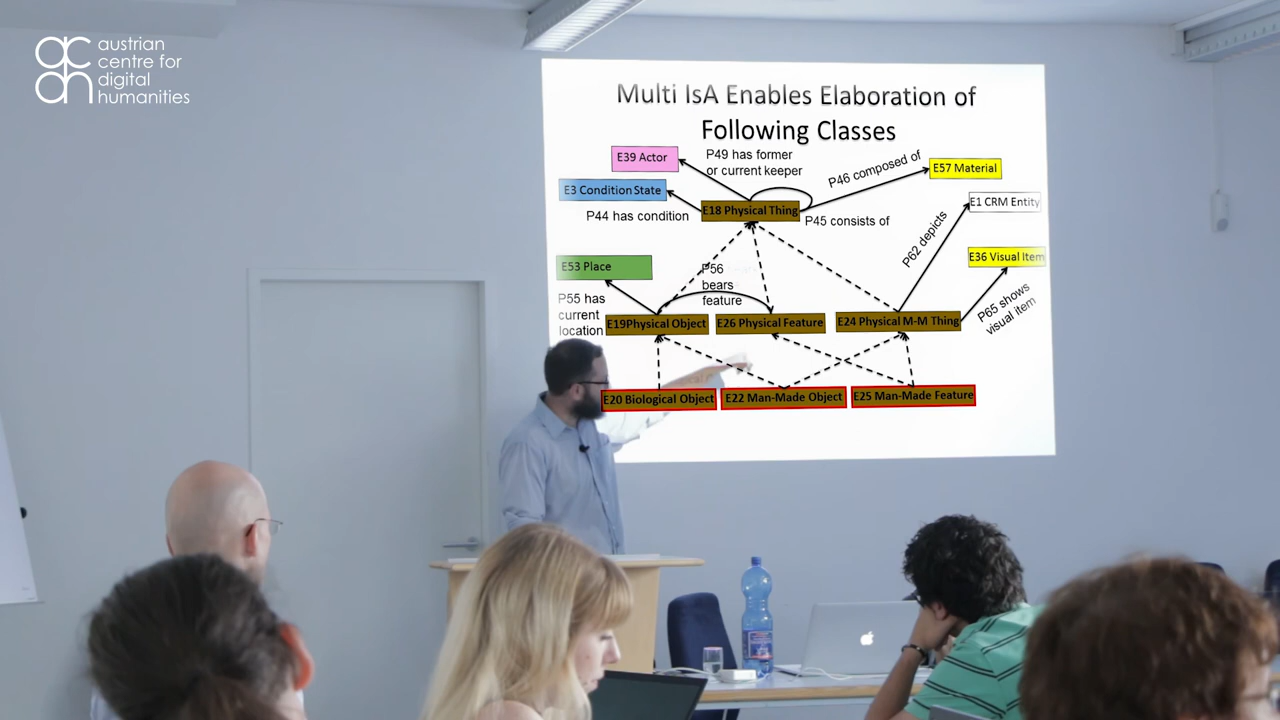 austrian
centre for
digital
humanities
Multi IsA Enables Elaboration of
Following Classes
E39 Actor
P49 has former
or current keeper
P46 composed of
E57 Material
E3 Condition State
E1 CRM Entity
P44 has condition
E18 Physical Thing
P45 consists of
P62 depicts
E53 Place
P56
bears
feature
E36 Visual Item
P55 has
current
location
P65 shows
visual item
E19Physical Object
E26 Physical Feature
E24 Physical M-M Thing
E20 Biological Object
E22 Man-Made Object
E25 Man-Made Feature